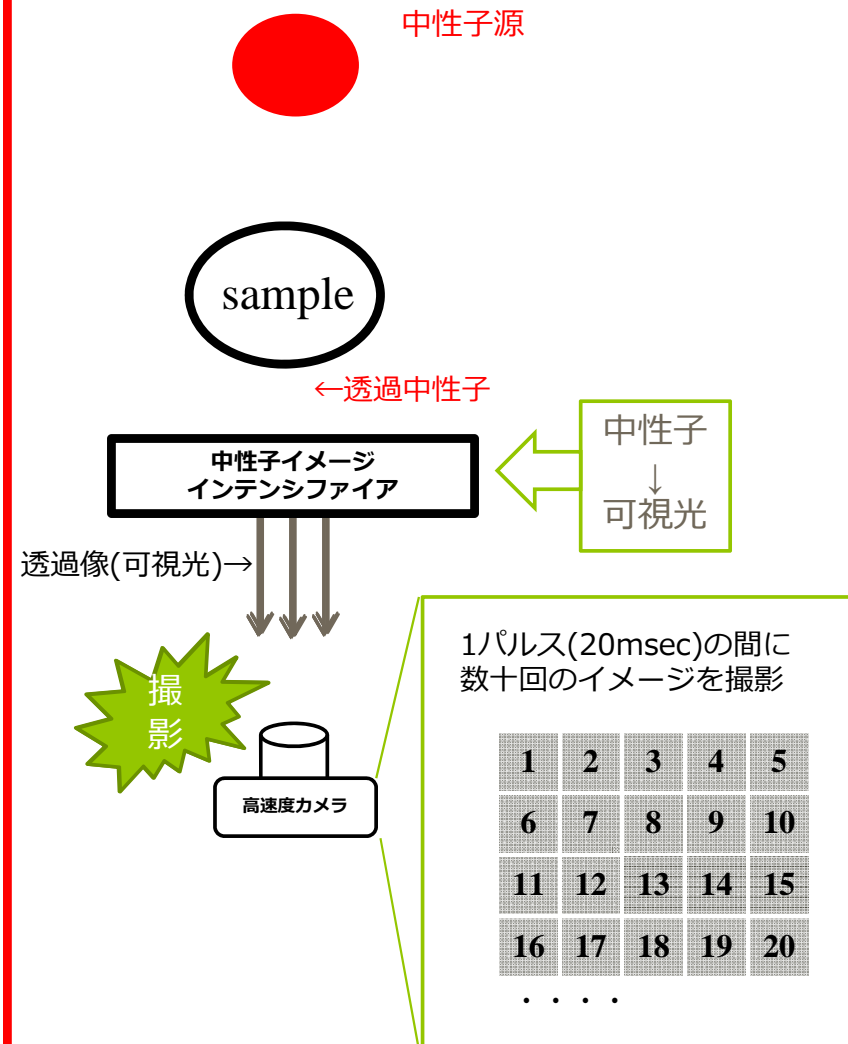 中性子源
sample
←透過中性子
中性子
↓
可視光
中性子イメージ
インテンシファイア
透過像(可視光)→
撮
影
高速度カメラ
1パルス(20msec)の間に
数十回のイメージを撮影
1 2 3 4 5
6 7 8 9 10
11 12 13 14 15
16 17 18 19 20
・・・・